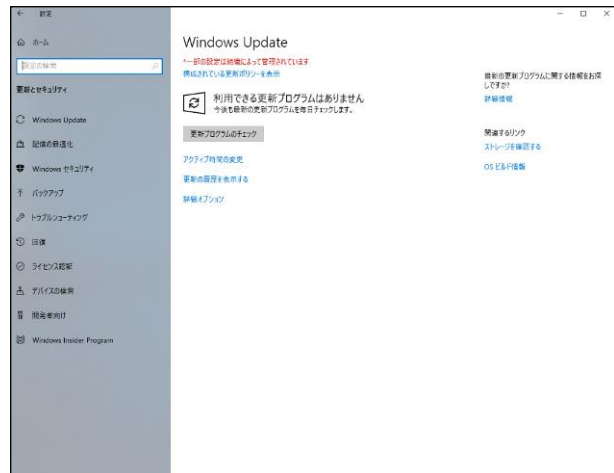 設定
ホーム
設定の検索
更新とセキュリティ
Windows Update
配信の最適化
Windows セキュリティ
バックアップ
トラブルシューティング
回復
ライセンス認証
デバイスの検索
開発者向け
Windows Insider Program
Windows Update
*一部の設定は組織によって管理されています
構成されている更新ポリシーを表示
利用できる更新プログラムはありません
今後も最新の更新プログラムを毎日チェックします。
更新プログラムのチェック
アクティブ時間の変更
更新の履歴を表示する
詳細オプション
最新の更新プログラムに関する情報をお探
しですか?
詳細情報
関連するリンク
ストレージを確認する
OS ビルド情報